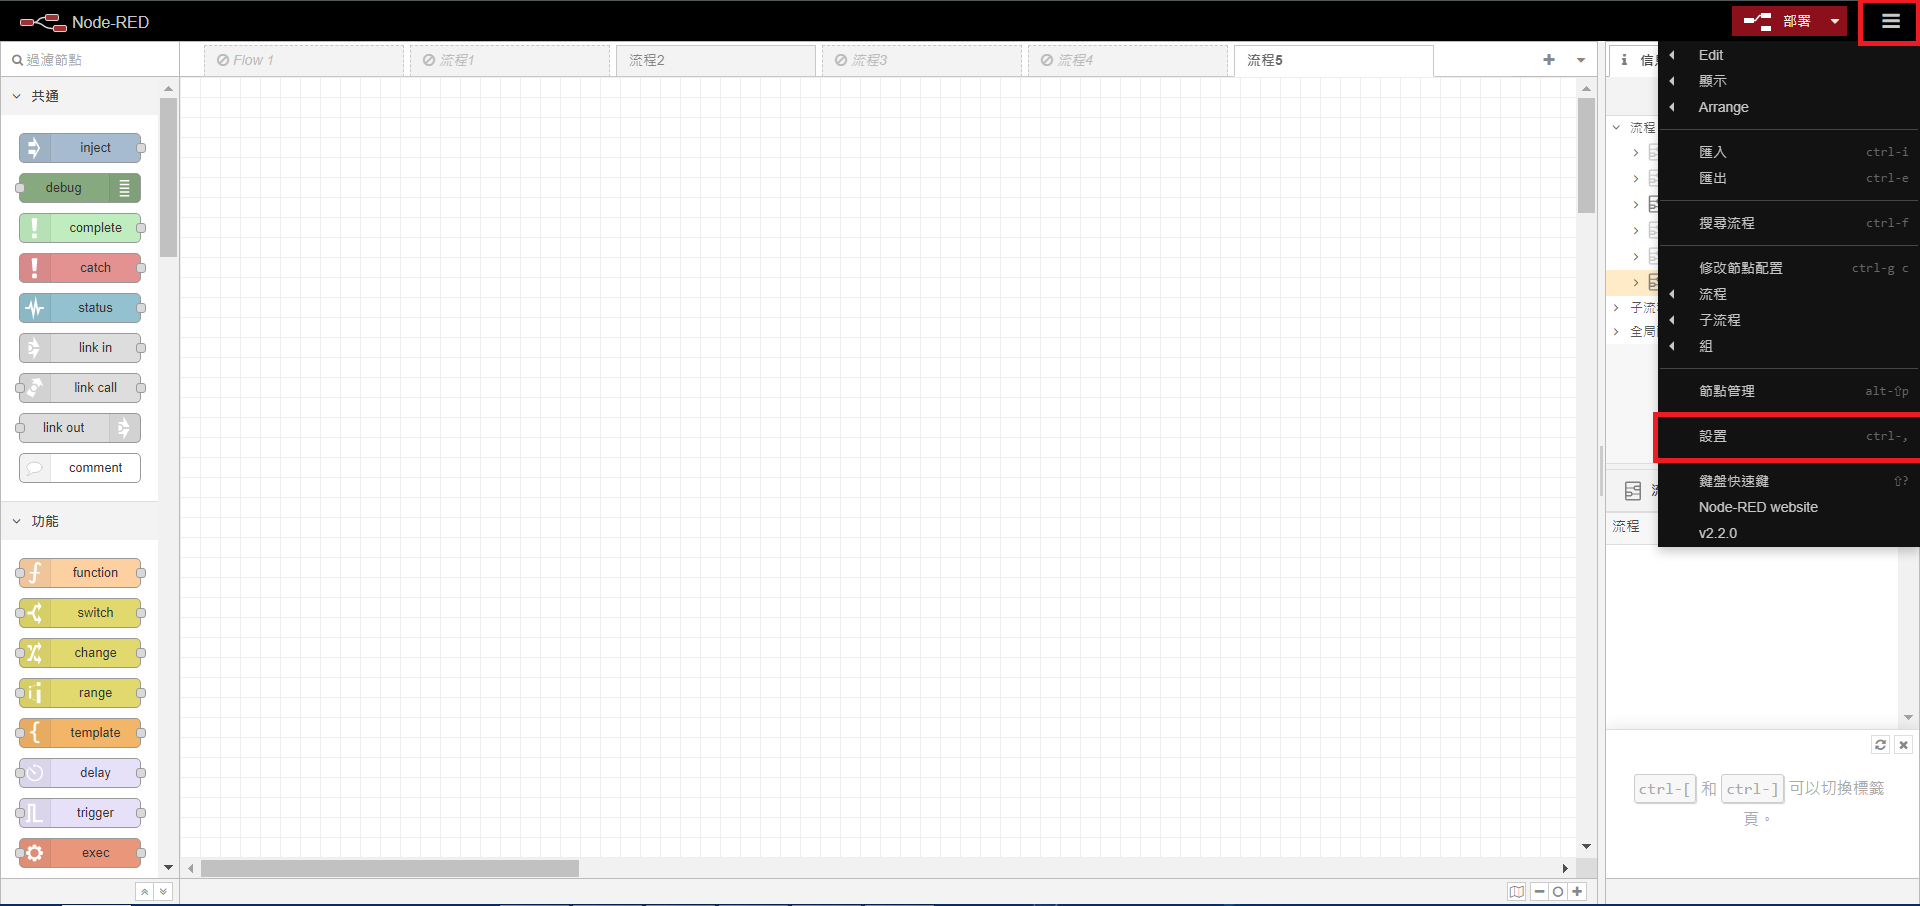 Node-RED
部署
過濾節點
Flow 1
流程1
流程2
流程3
流程4
流程5
共通
inject
debug
complete
catch
status
link in
link call
link out
comment
功能
function
switch
change
range
template
delay
trigger
exec
流程
子流
全局
流程
ctrl-[ 和 ctrl-] 可以切換標籤
頁。
Edit
顯示
Arrange
匯入 ctrl-i
匯出 ctrl-e
搜尋流程 ctrl-f
修改節點配置 ctrl-g c
流程
子流程
組
節點管理 alt-⇧p
設置 ctrl-,
鍵盤快速鍵 ⇧?
Node-RED website
v2.2.0